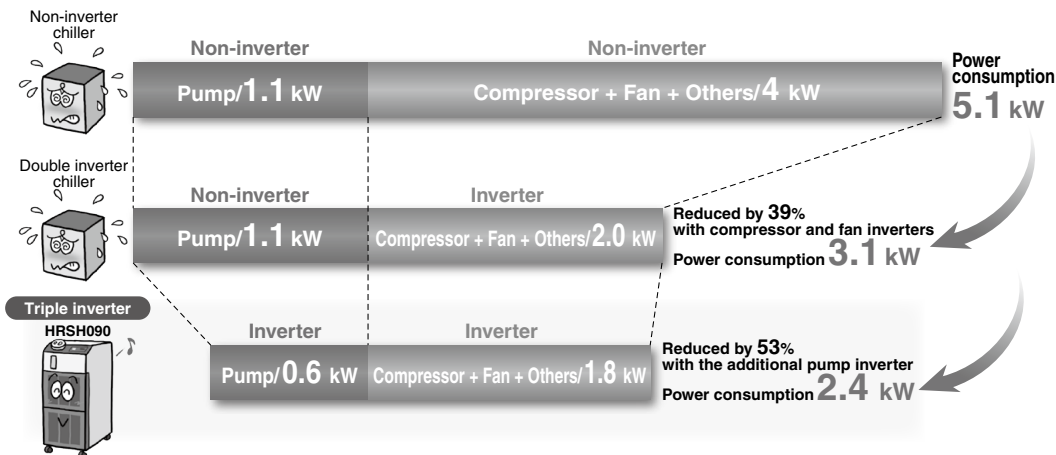 Non-inverter
chiller
Non-inverter
Non-inverter
Pump/1.1 kW
Compressor + Fan + Others/4 kW
Power
consumption
5.1 kW
Double inverter
chiller
Non-inverter
Inverter
Pump/1.1 kW
Compressor + Fan + Others/2.0 kW
Reduced by 39%
with compressor and fan inverters
Power consumption 3.1 kW
Triple inverter
HRSH090
Inverter
Inverter
Pump/0.6 kW
Compressor + Fan + Others/1.8 kW
Reduced by 53%
with the additional pump inverter
Power consumption 2.4 kW